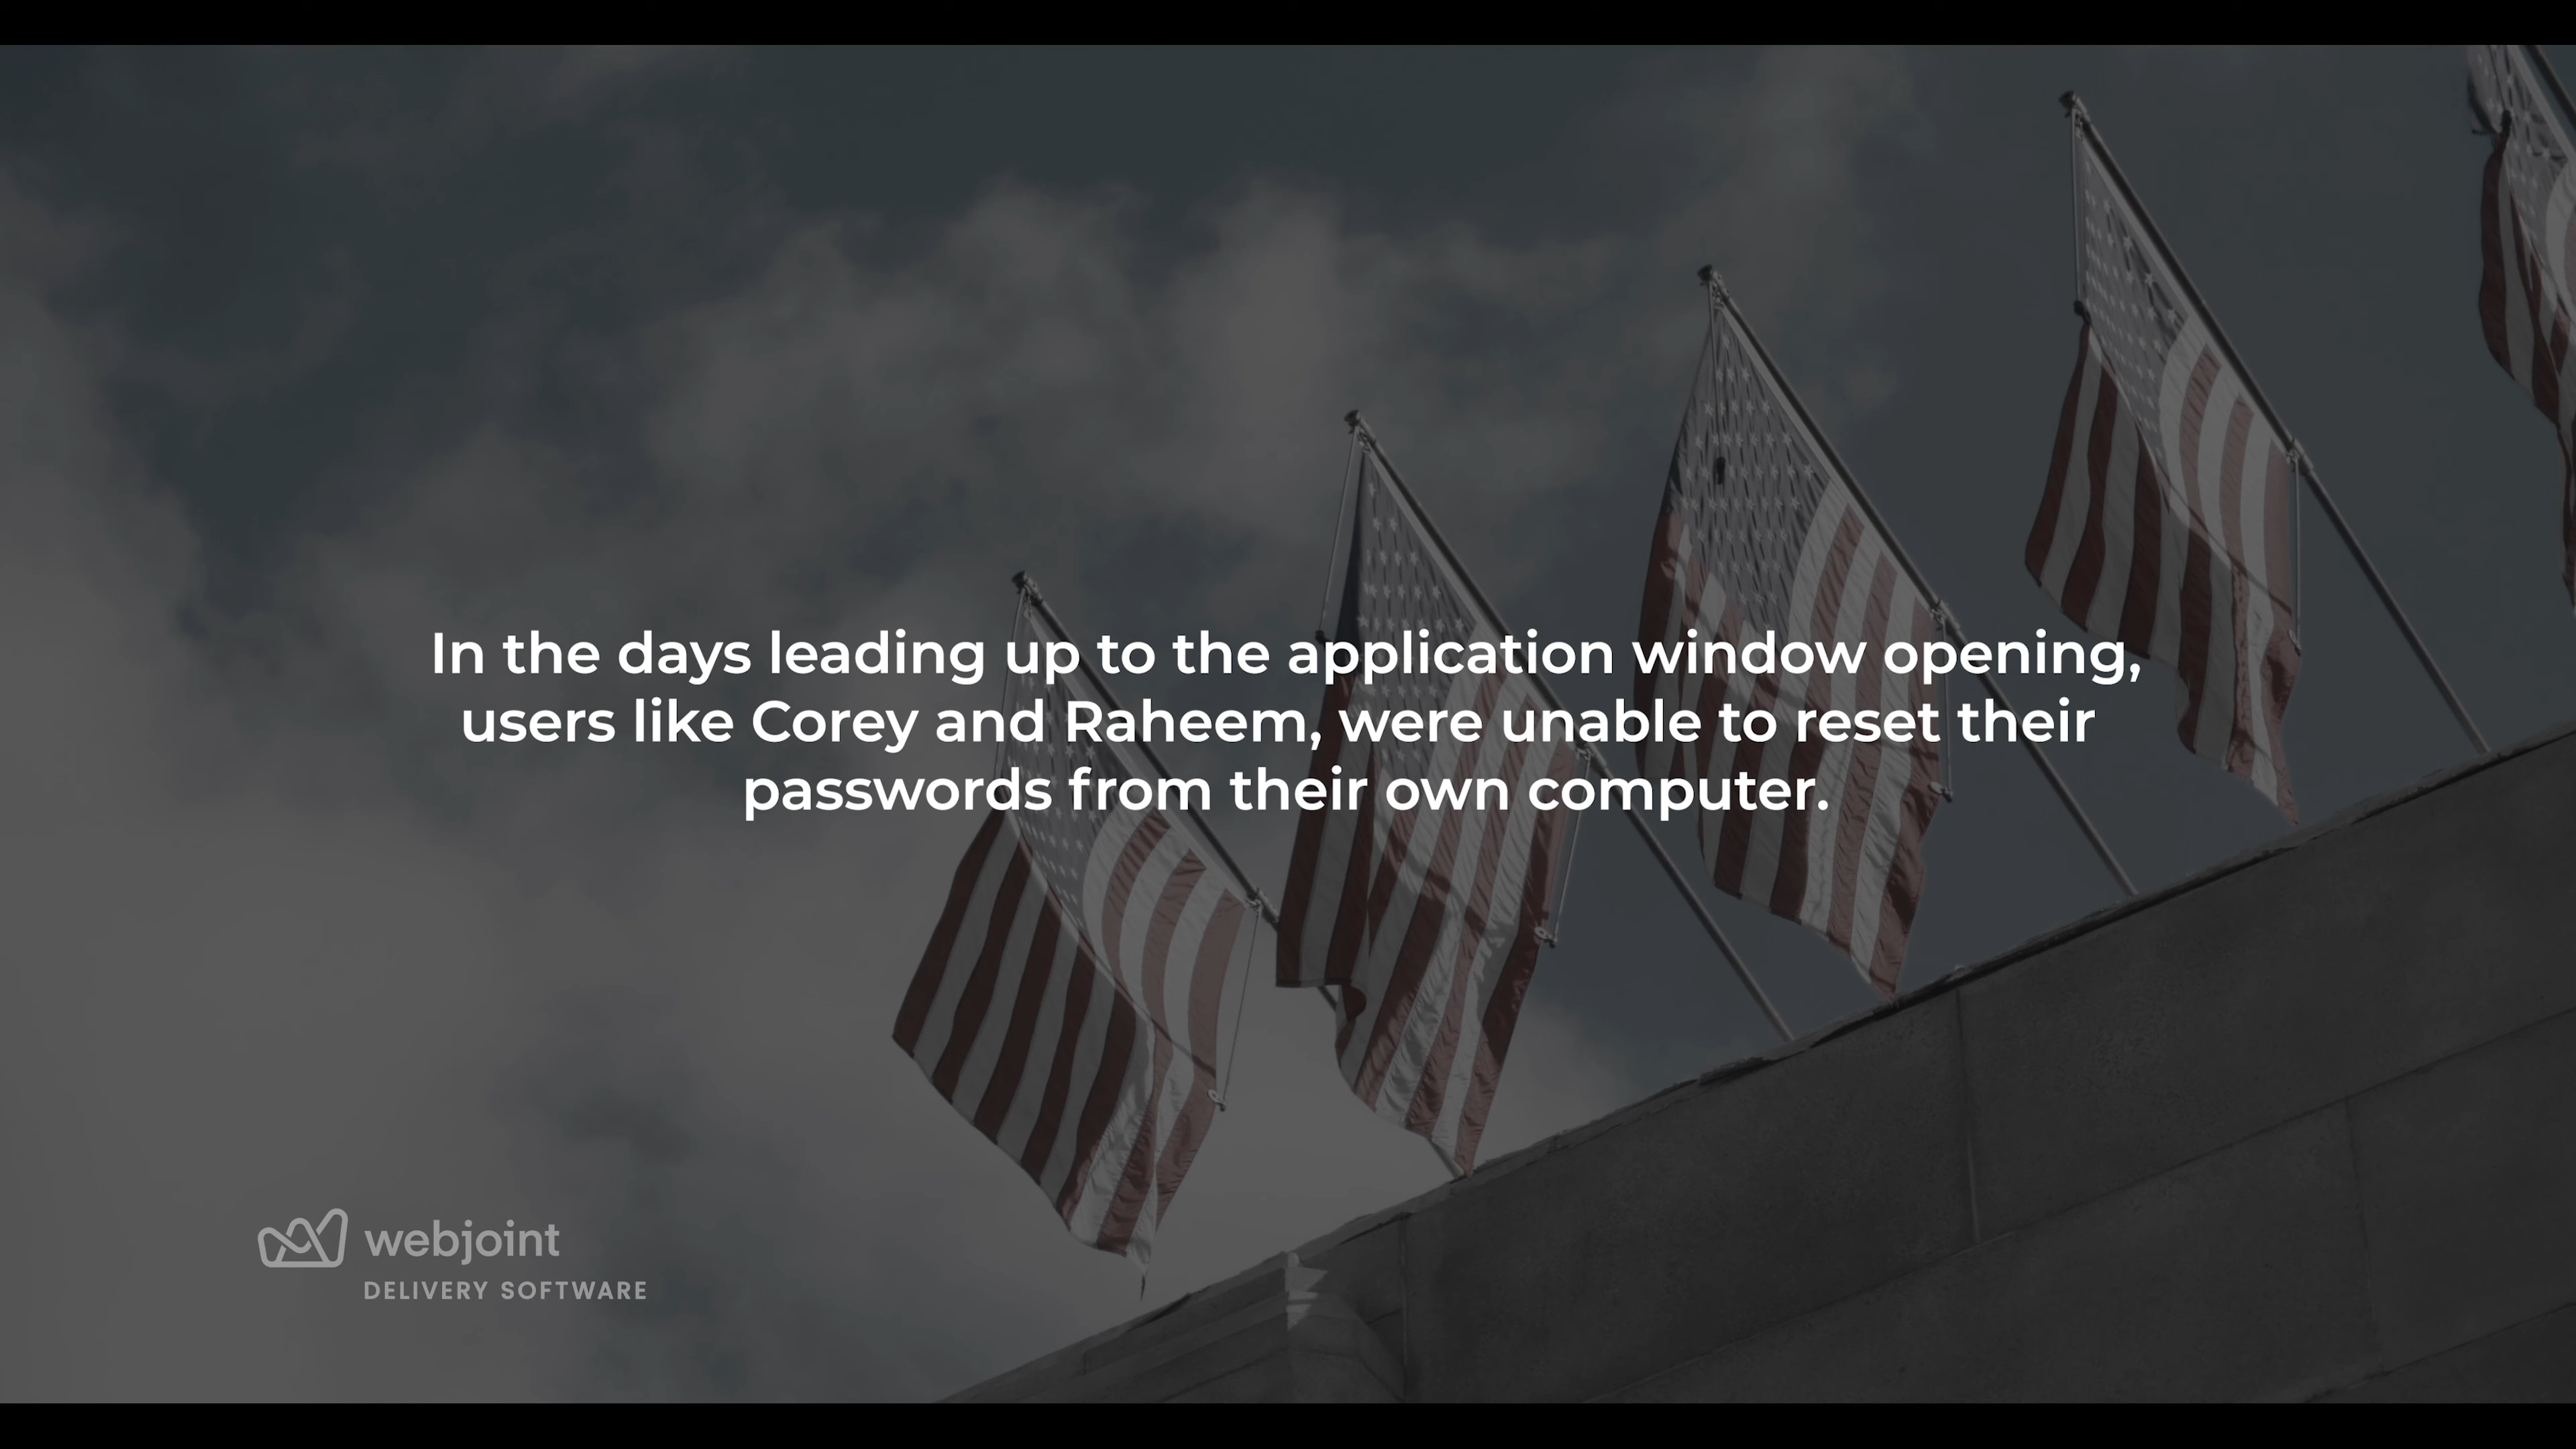 In the days leading up to the application window opening,
users like Corey and Raheem, were unable to reset their
passwords from their own computer.
webjoint
DELIVERY SOFTWARE